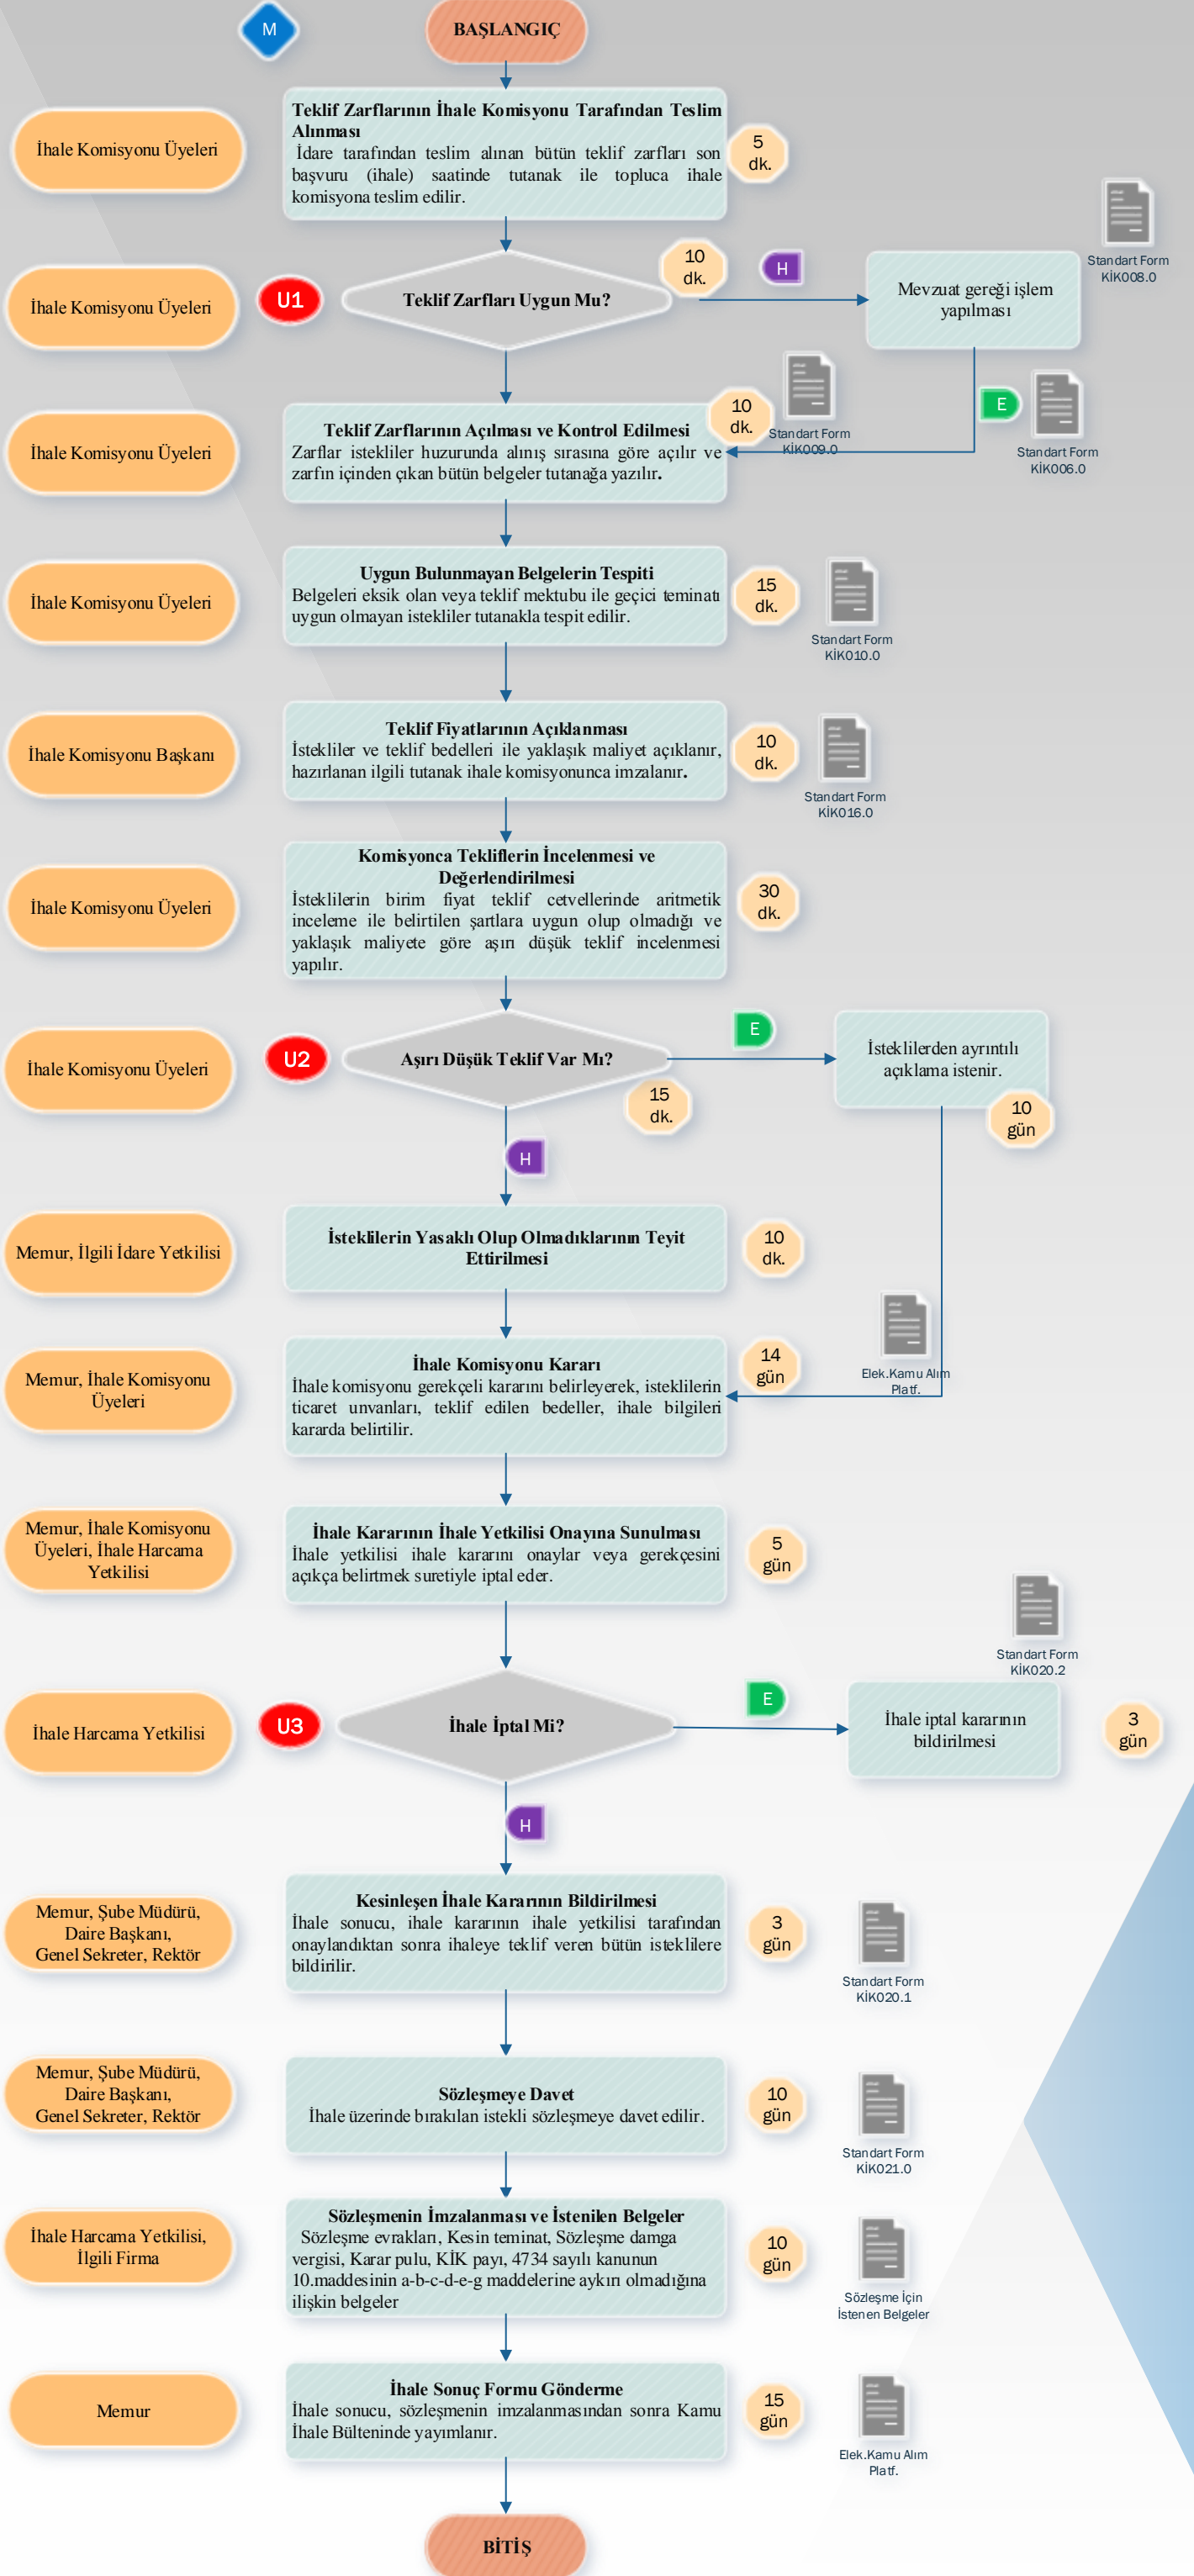 M
BAŞLANGIÇ
İhale Komisyonu Üyeleri
Teklif Zarflarının İhale Komisyonu Tarafından Teslim
Alınması
İdare tarafından teslim alınan bütün teklif zarfları son
başvuru (ihale) saatinde tutanak ile topluca ihale
komisyona teslim edilir.
5
dk.
İhale Komisyonu Üyeleri
U1
Teklif Zarfları Uygun Mu?
10
dk.
H
Mevzuat gereği işlem
yapılması
Standart Form
KİK008.0
İhale Komisyonu Üyeleri
Teklif Zarflarının Açılması ve Kontrol Edilmesi
Zarflar istekliler huzurunda alınış sırasına göre açılır ve
zarfın içinden çıkan bütün belgeler tutanağa yazılır.
10
dk.
Standart Form
KİK009.0
E
Standart Form
KİK006.0
İhale Komisyonu Üyeleri
Uygun Bulunmayan Belgelerin Tespiti
Belgeleri eksik olan veya teklif mektubu ile geçici teminatı
uygun olmayan istekliler tutanakla tespit edilir.
15
dk.
Standart Form
KİK010.0
İhale Komisyonu Başkanı
Teklif Fiyatlarının Açıklanması
İstekliler ve teklif bedelleri ile yaklaşık maliyet açıklanır,
hazırlanan ilgili tutanak ihale komisyonunca imzalanır.
10
dk.
Standart Form
KİK016.0
İhale Komisyonu Üyeleri
Komisyonca Tekliflerin İncelenmesi ve
Değerlendirilmesi
İsteklilerin birim fiyat teklif cetvellerinde aritmetik
inceleme ile belirtilen şartlara uygun olup olmadığı ve
yaklaşık maliyete göre aşırı düşük teklif incelenmesi
yapılır.
30
dk.
İhale Komisyonu Üyeleri
U2
Aşırı Düşük Teklif Var Mı?
15
dk.
E
İsteklilerden ayrıntılı
açıklama istenir.
10
gün
H
Memur, İlgili İdare Yetkilisi
İsteklilerin Yasaklı Olup Olmadıklarının Teyit
Ettirilmesi
10
dk.
Memur, İhale Komisyonu
Üyeleri
İhale Komisyonu Kararı
İhale komisyonu gerekçeli kararını belirleyerek, isteklilerin
ticaret unvanları, teklif edilen bedeller, ihale bilgileri
kararda belirtilir.
14
gün
Elek.Kamu Alım
Platf.
Memur, İhale Komisyonu
Üyeleri, İhale Harcama
Yetkilisi
İhale Kararının İhale Yetkilisi Onayına Sunulması
İhale yetkilisi ihale kararını onaylar veya gerekçesini
açıkça belirtmek suretiyle iptal eder.
5
gün
Standart Form
KİK020.2
İhale Harcama Yetkilisi
U3
İhale İptal Mi?
E
İhale iptal kararının
bildirilmesi
3
gün
H
Memur, Şube Müdürü,
Daire Başkanı,
Genel Sekreter, Rektör
Kesinleşen İhale Kararının Bildirilmesi
İhale sonucu, ihale kararının ihale yetkilisi tarafından
onaylandıktan sonra ihaleye teklif veren bütün isteklilere
bildirilir.
3
gün
Standart Form
KİK020.1
Memur, Şube Müdürü,
Daire Başkanı,
Genel Sekreter, Rektör
Sözleşmeye Davet
İhale üzerinde bırakılan istekli sözleşmeye davet edilir.
10
gün
Standart Form
KİK021.0
İhale Harcama Yetkilisi,
İlgili Firma
Sözleşmenin İmzalanması ve İstenilen Belgeler
Sözleşme evrakları, Kesin teminat, Sözleşme damga
vergisi, Karar pulu, KİK payı, 4734 sayılı kanunun
10.maddesinin a-b-c-d-e-g maddelerine aykırı olmadığına
ilişkin belgeler
10
gün
Sözleşme İçin
İstenen Belgeler
Memur
İhale Sonuç Formu Gönderme
İhale sonucu, sözleşmenin imzalanmasından sonra Kamu
İhale Bülteninde yayımlanır.
15
gün
Elek.Kamu Alım
Platf.
BİTİŞ